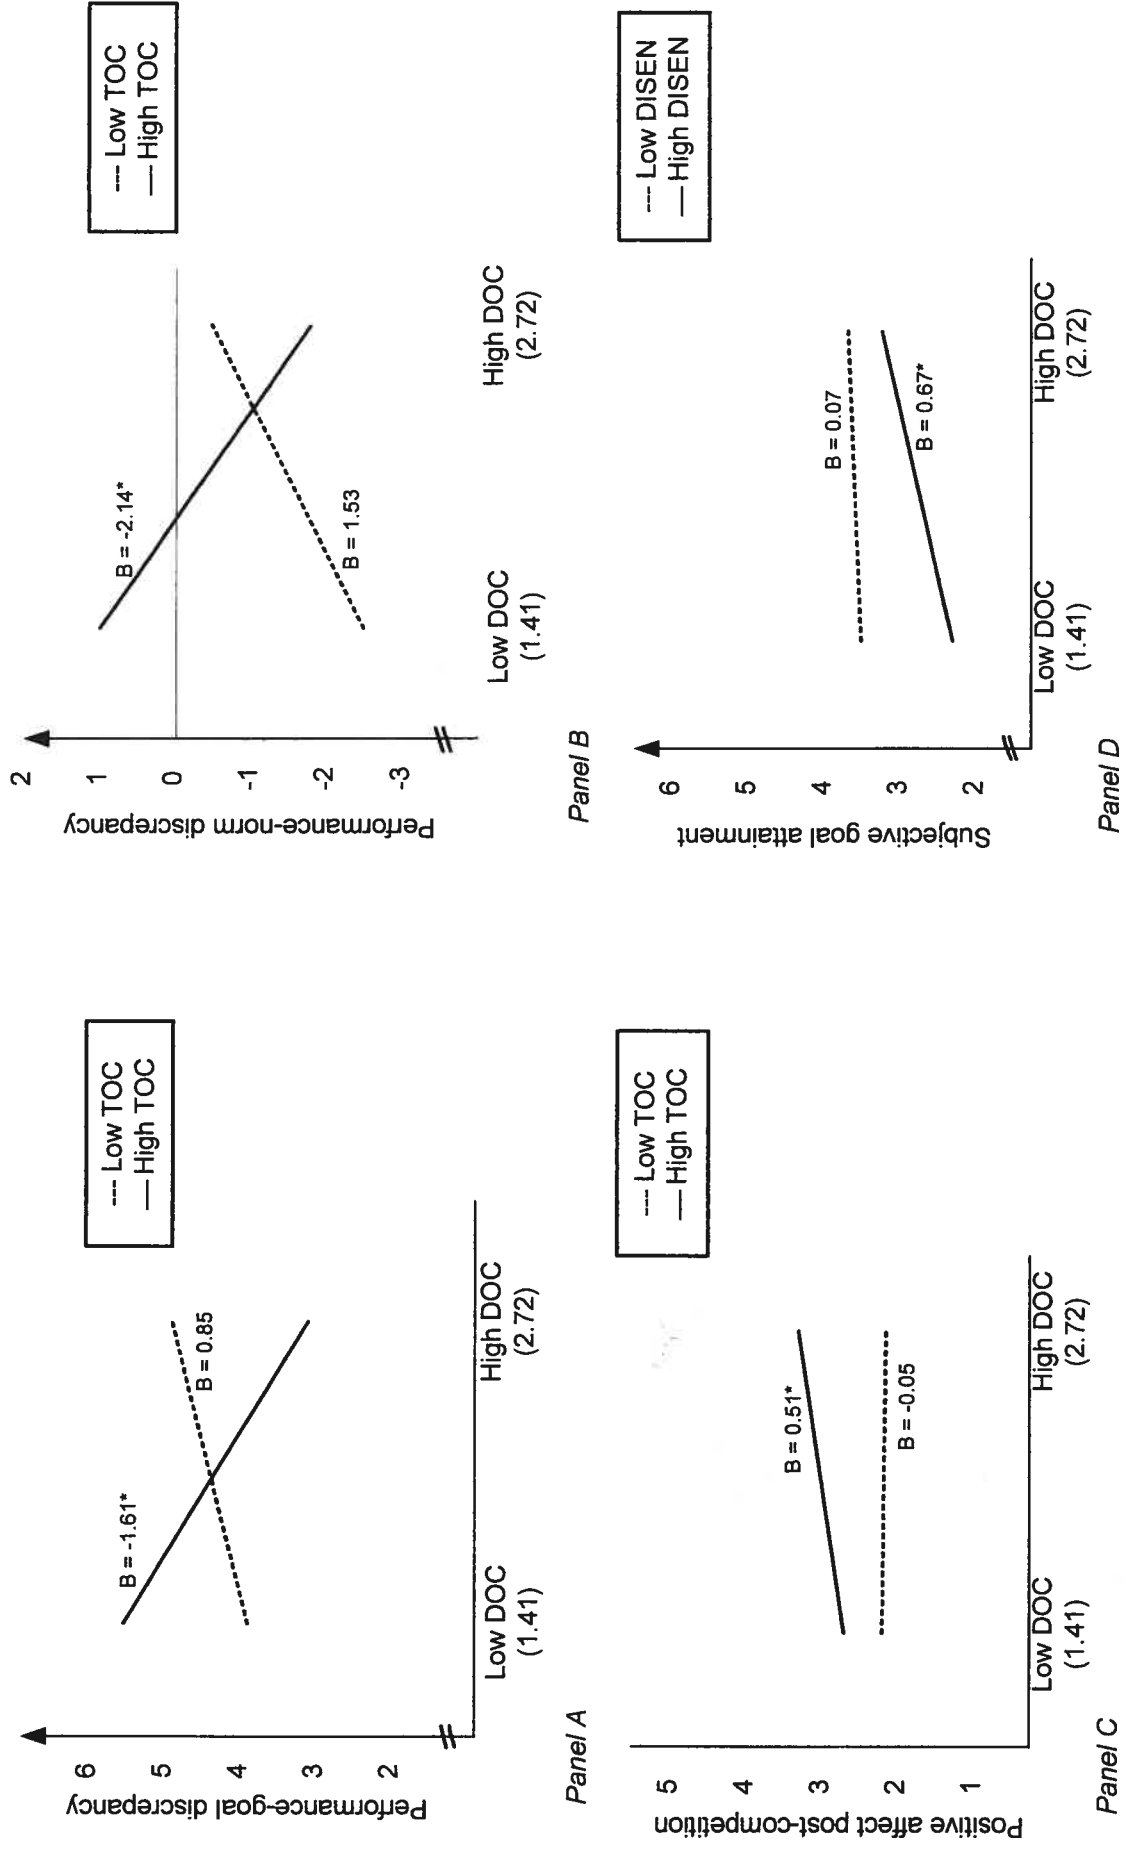 Performance-goal discrepancy
6
5
4
3
2
B = -1.61*
B = 0.85
--- Low TOC
— High TOC
Low DOC
(1.41)
High DOC
(2.72)
Panel A
Performance-norm discrepancy
2
1
0
-1
-2
-3
B = -2.14*
B = 1.53
--- Low TOC
— High TOC
Low DOC
(1.41)
High DOC
(2.72)
Panel B
Positive affect post-competition
5
4
3
2
1
B = 0.51*
B = -0.05
--- Low TOC
— High TOC
Low DOC
(1.41)
High DOC
(2.72)
Panel C
Subjective goal attainment
6
5
4
3
2
B = 0.07
B = 0.67*
--- Low DISEN
— High DISEN
Low DOC
(1.41)
High DOC
(2.72)
Panel D